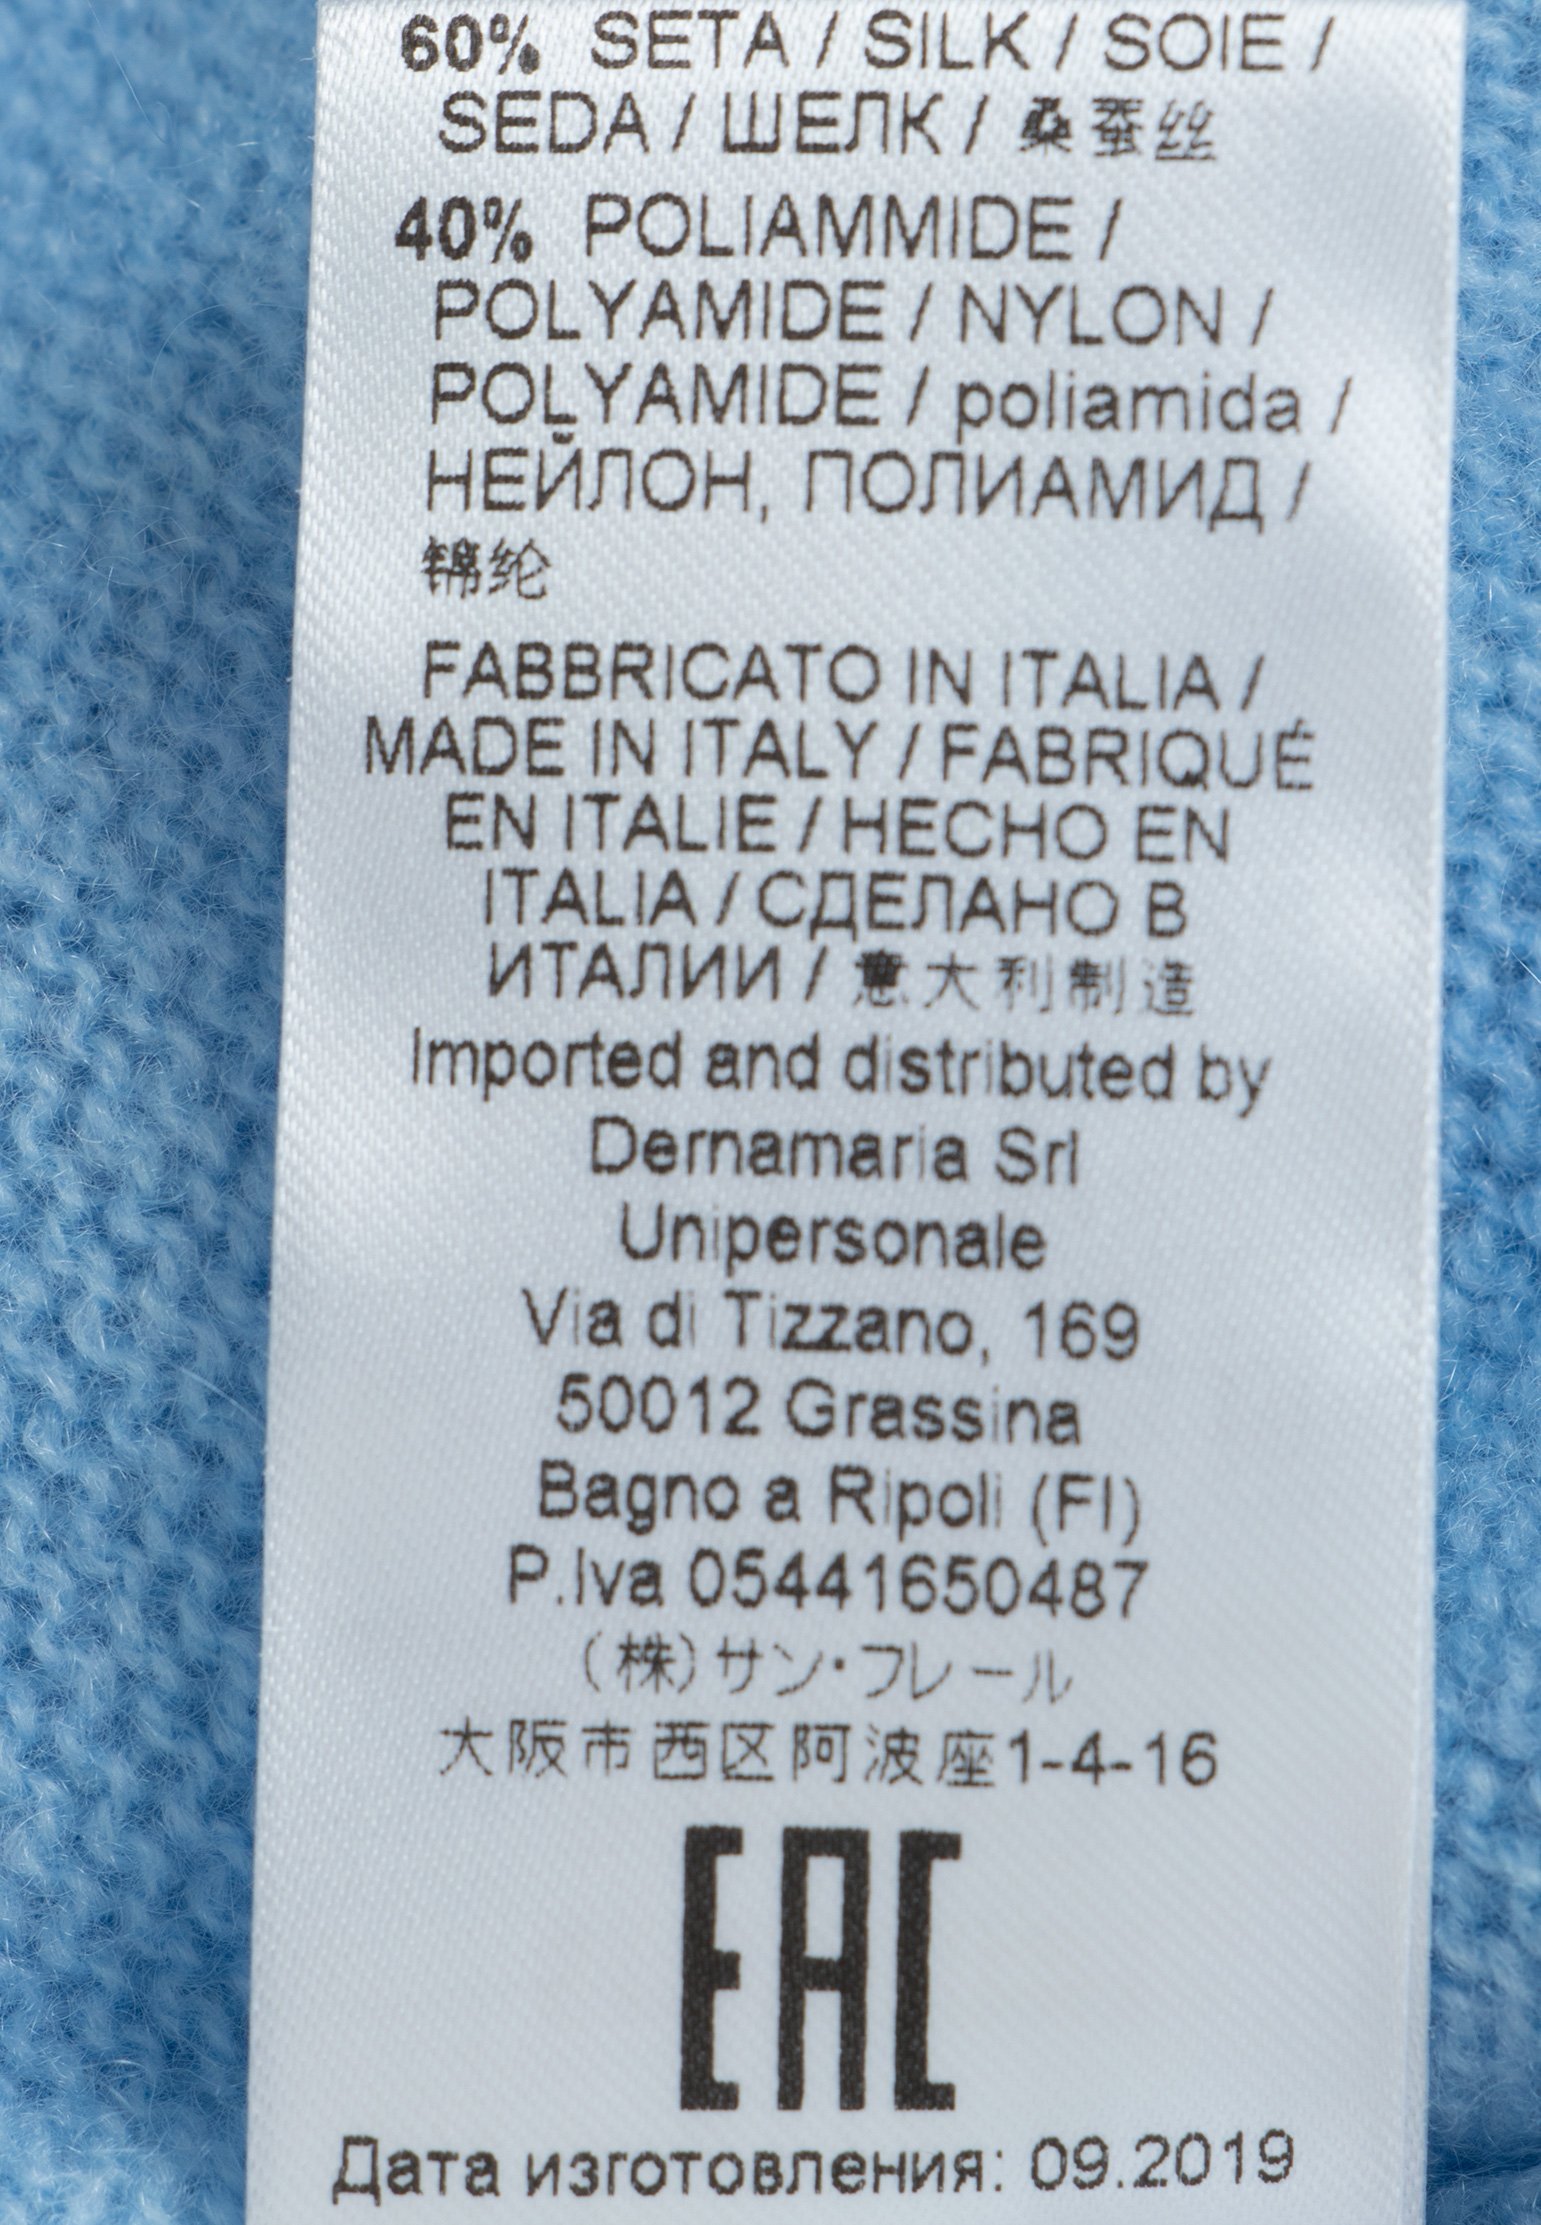 60% SETA / SILK / SOIE /
SEDA / ШЕЛК / 桑蚕丝
40% POLIAMMIDE /
POLYAMIDE / NYLON /
POLYAMIDE / poliamida /
НЕЙЛОН, ПОЛИАМИД /
锦纶
FABBRICATO IN ITALIA /
MADE IN ITALY / FABRIQUÉ
EN ITALIE / HECHO EN
ITALIA / СДЕЛАНО В
ИТАЛИИ / 意大利制造
Imported and distributed by
Dernamaria Srl
Unipersonale
Via di Tizzano, 169
50012 Grassina
Bagno a Ripoli (FI)
P.Iva 05441650487
(株)サン・フレール
大阪市西区阿波座1-4-16
EAC
Дата изготовления: 09.2019